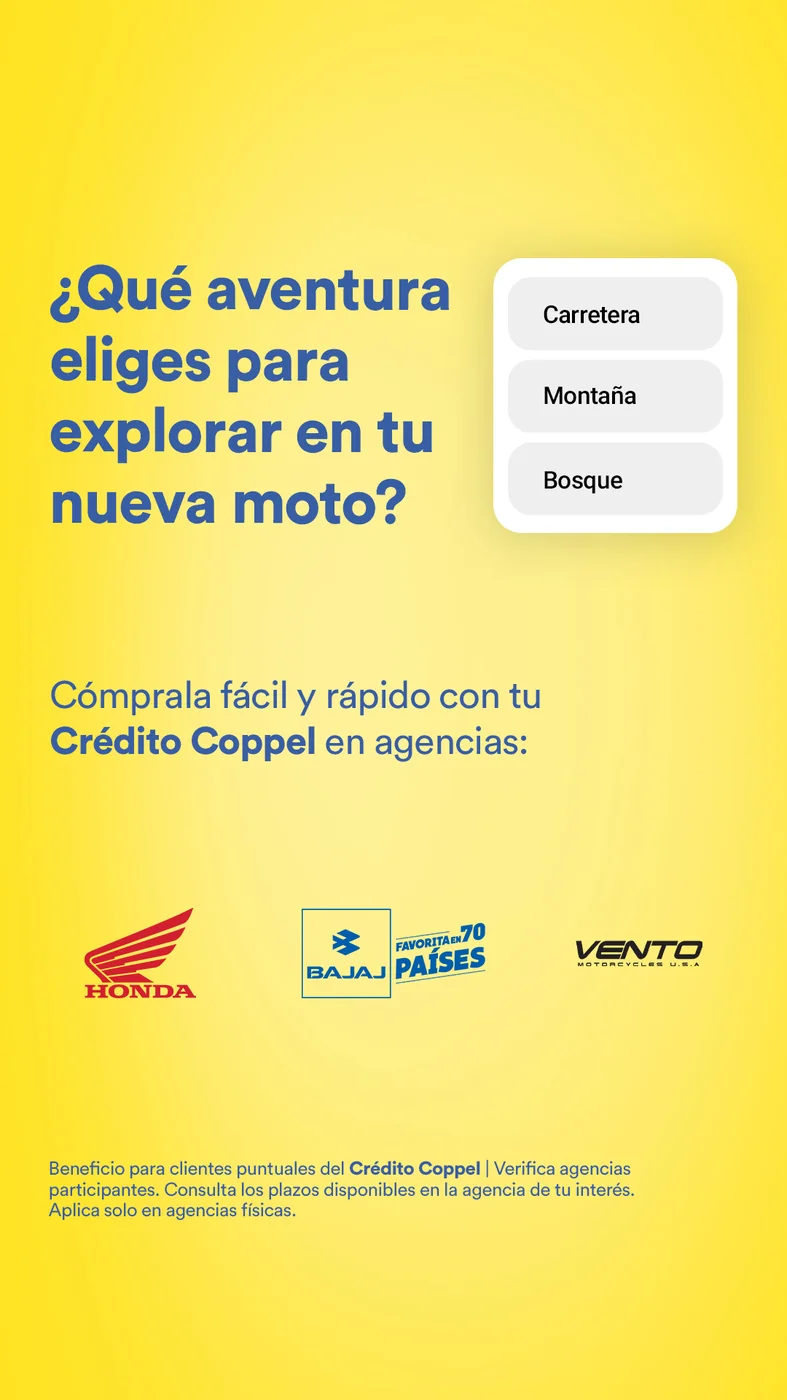 ¿Qué aventura
eliges para
explorar en tu
nueva moto?
Carretera
Montaña
Bosque
Cómprala fácil y rápido con tu
Crédito Coppel en agencias:
HONDA
BAJAJ
FAVORITA EN 70
PAÍSES
VENTO
MOTORCYCLES U.S.A
Beneficio para clientes puntuales del Crédito Coppel | Verifica agencias
participantes. Consulta los plazos disponibles en la agencia de tu interés.
Aplica solo en agencias físicas.